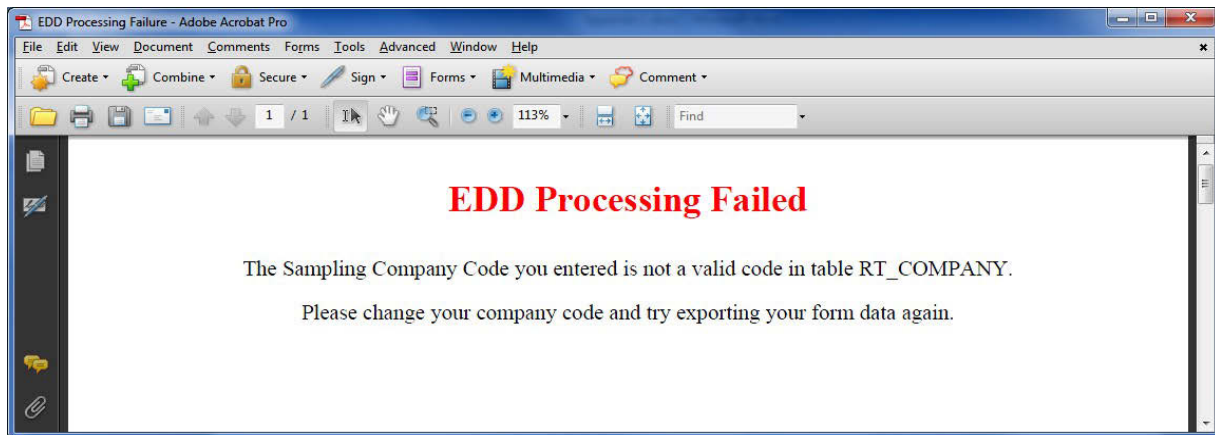 EDD Processing Failure - Adobe Acrobat Pro
File Edit View Document Comments Forms Tools Advanced Window Help
Create Combine Secure Sign Forms Multimedia Comment
1 / 1 113% Find
EDD Processing Failed
The Sampling Company Code you entered is not a valid code in table RT_COMPANY.
Please change your company code and try exporting your form data again.